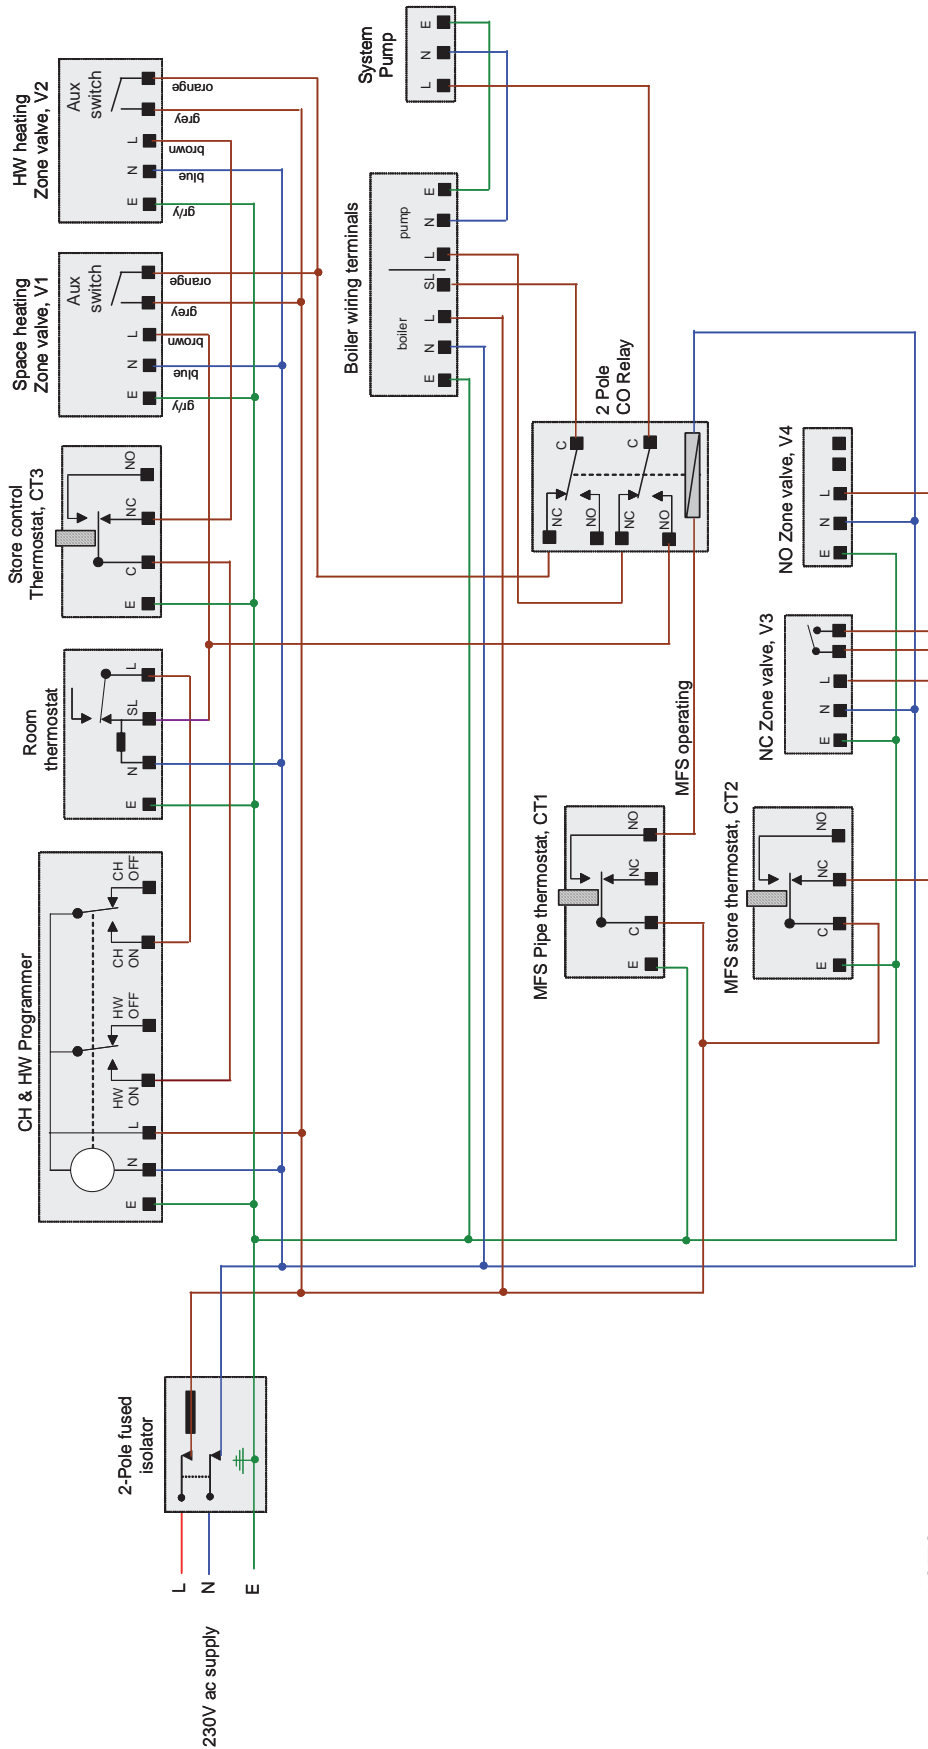 230V ac supply
L
N
E
2-Pole fused
isolator
CH & HW Programmer
E
N
L
HW
ON
HW
OFF
CH
ON
CH
OFF
Room
thermostat
E
N
SL
L
Store control
Thermostat, CT3
E
C
NC
NO
Space heating
Zone valve, V1
E
N
L
Aux
switch
gr/y
blue
brown
grey
orange
HW heating
Zone valve, V2
E
N
L
Aux
switch
gr/y
blue
brown
grey
orange
Boiler wiring terminals
boiler
pump
E
N
L
SL
L
N
E
System
Pump
L
N
E
2 Pole
CO Relay
NC
NO
NC
NO
C
C
MFS Pipe thermostat, CT1
E
C
NC
NO
MFS operating
MFS store thermostat, CT2
E
C
NC
NO
NC Zone valve, V3
E
N
L
NO Zone valve, V4
E
N
L